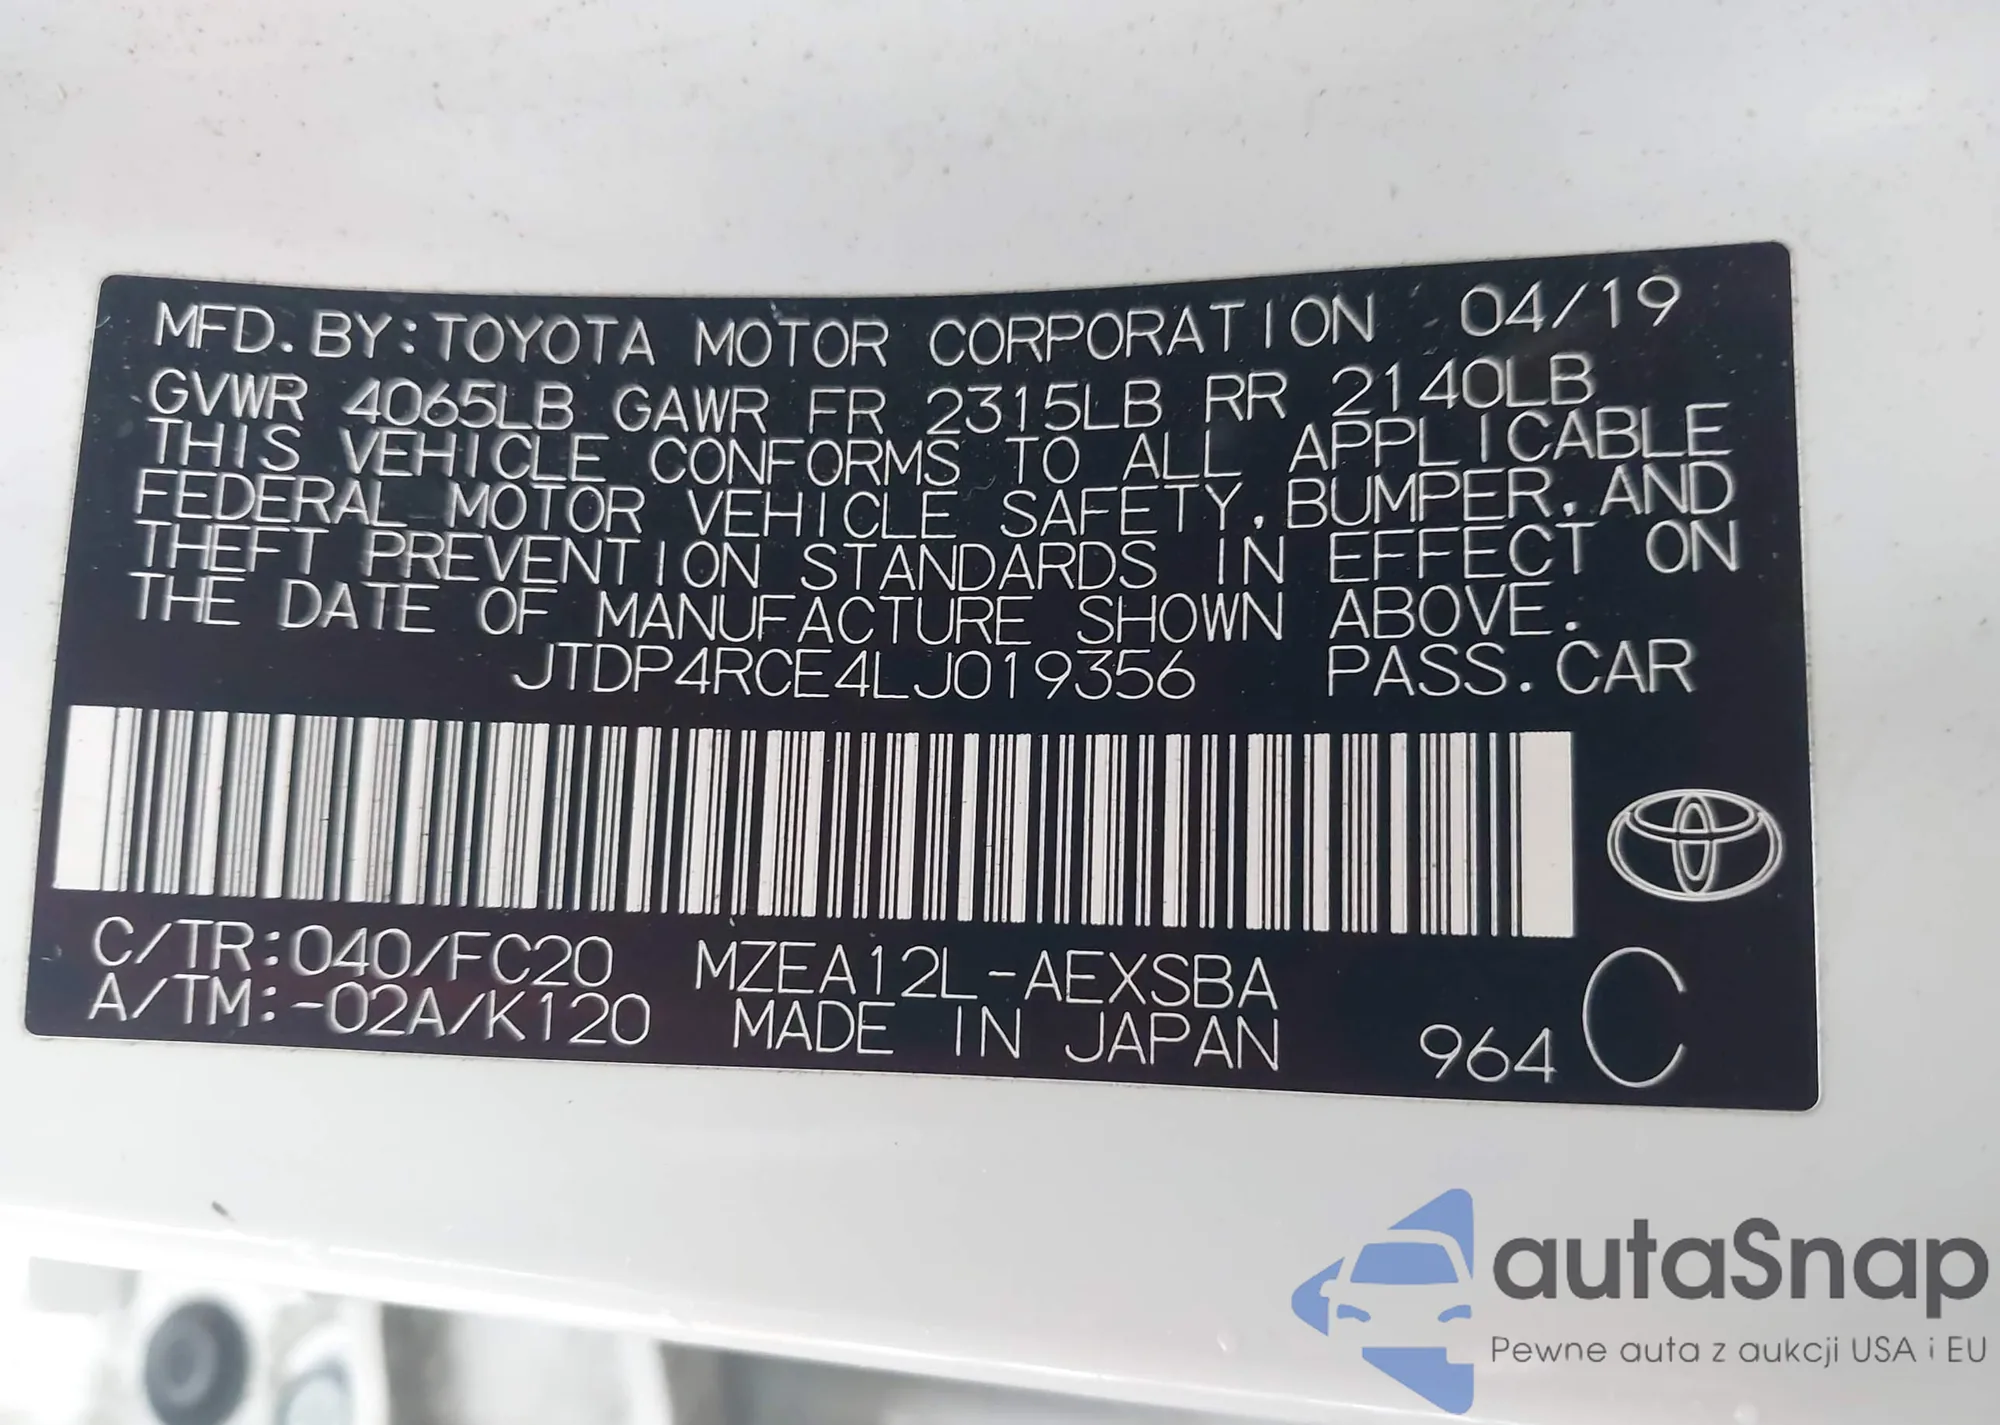 MFD. BY:TOYOTA MOTOR CORPORATION 04/19
GVWR 4065LB GAWR FR 2315LB RR 2140LB
THIS VEHICLE CONFORMS TO ALL APPLICABLE
FEDERAL MOTOR VEHICLE SAFETY, BUMPER, AND
THEFT PREVENTION STANDARDS IN EFFECT ON
THE DATE OF MANUFACTURE SHOWN ABOVE.
JTDP4RCE4LJ019356 PASS. CAR
C/TR:040/FC20 MZEA12L-AEXSBA
A/TM:-02A/K120 MADE IN JAPAN 964 C
autaSnap
Pewne auta z aukcji USA i EU